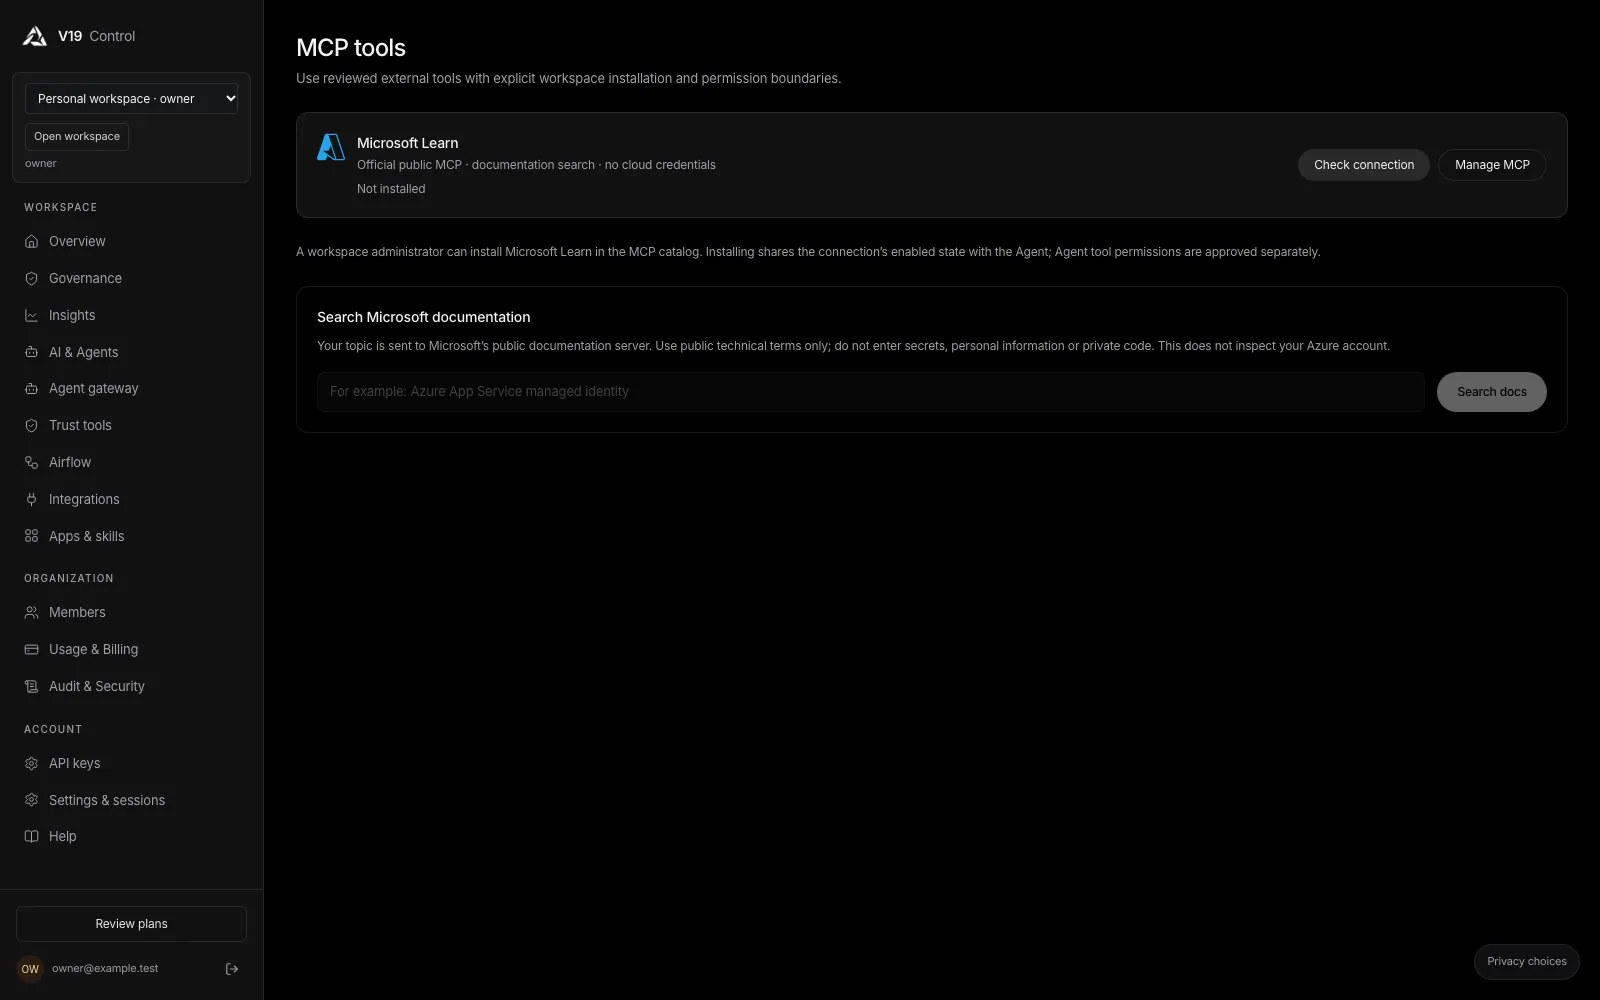 V19 Control
Personal workspace · owner
Open workspace
owner
WORKSPACE
Overview
Governance
Insights
AI & Agents
Agent gateway
Trust tools
Airflow
Integrations
Apps & skills
ORGANIZATION
Members
Usage & Billing
Audit & Security
ACCOUNT
API keys
Settings & sessions
Help
Review plans
OW owner@example.test
MCP tools
Use reviewed external tools with explicit workspace installation and permission boundaries.
Microsoft Learn
Official public MCP · documentation search · no cloud credentials
Not installed
Check connection
Manage MCP
A workspace administrator can install Microsoft Learn in the MCP catalog. Installing shares the connection’s enabled state with the Agent; Agent tool permissions are approved separately.
Search Microsoft documentation
Your topic is sent to Microsoft’s public documentation server. Use public technical terms only; do not enter secrets, personal information or private code. This does not inspect your Azure account.
For example: Azure App Service managed identity
Search docs
Privacy choices